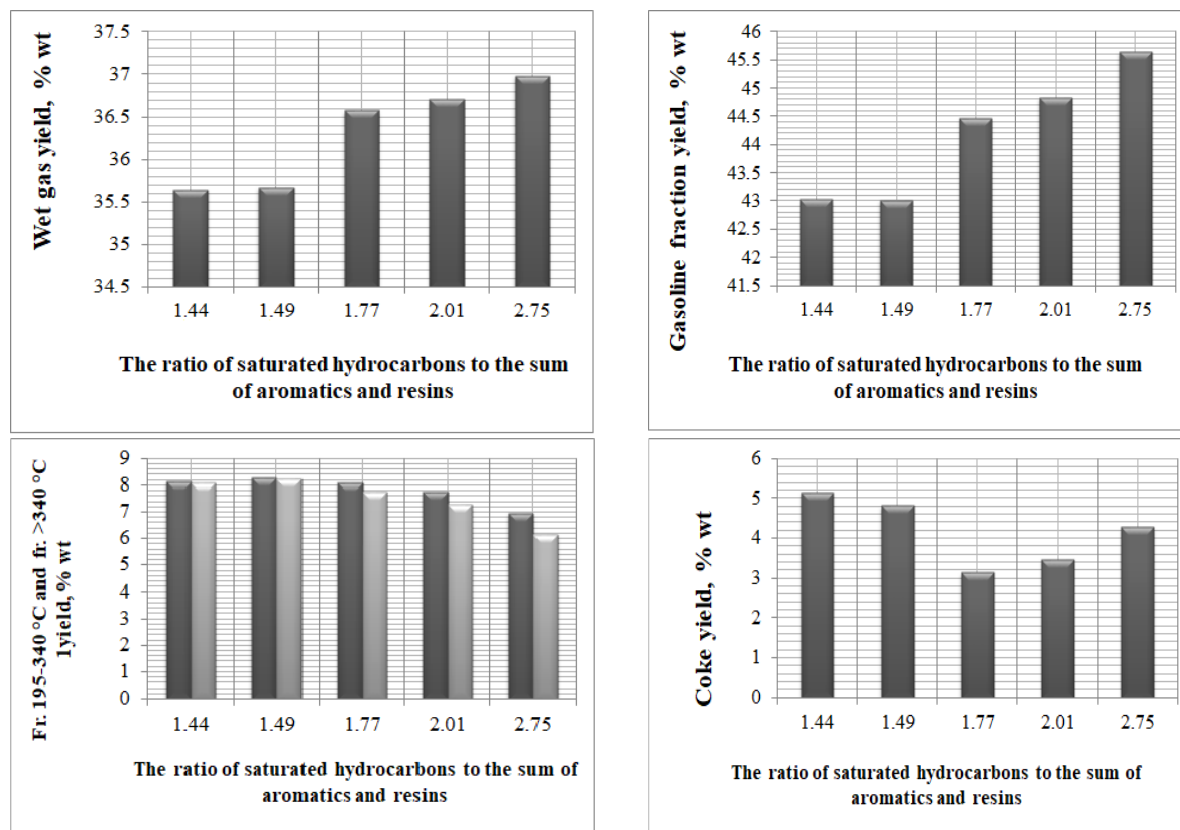 Wet gas yield, % wt
37.5
37
36.5
36
35.5
35
34.5
1.44 1.49 1.77 2.01 2.75
The ratio of saturated hydrocarbons to the sum
of aromatics and resins
Gasoline fraction yield, % wt
46
45.5
45
44.5
44
43.5
43
42.5
42
41.5
1.44 1.49 1.77 2.01 2.75
The ratio of saturated hydrocarbons to the sum
of aromatics and resins
Fr. 195-340 °C and fr. >340 °C
1yield, % wt
9
8
7
6
5
4
3
2
1
0
1.44 1.49 1.77 2.01 2.75
The ratio of saturated hydrocarbons to the sum of
aromatics and resins
Coke yield, % wt
6
5
4
3
2
1
0
1.44 1.49 1.77 2.01 2.75
The ratio of saturated hydrocarbons to the sum of
aromatics and resins